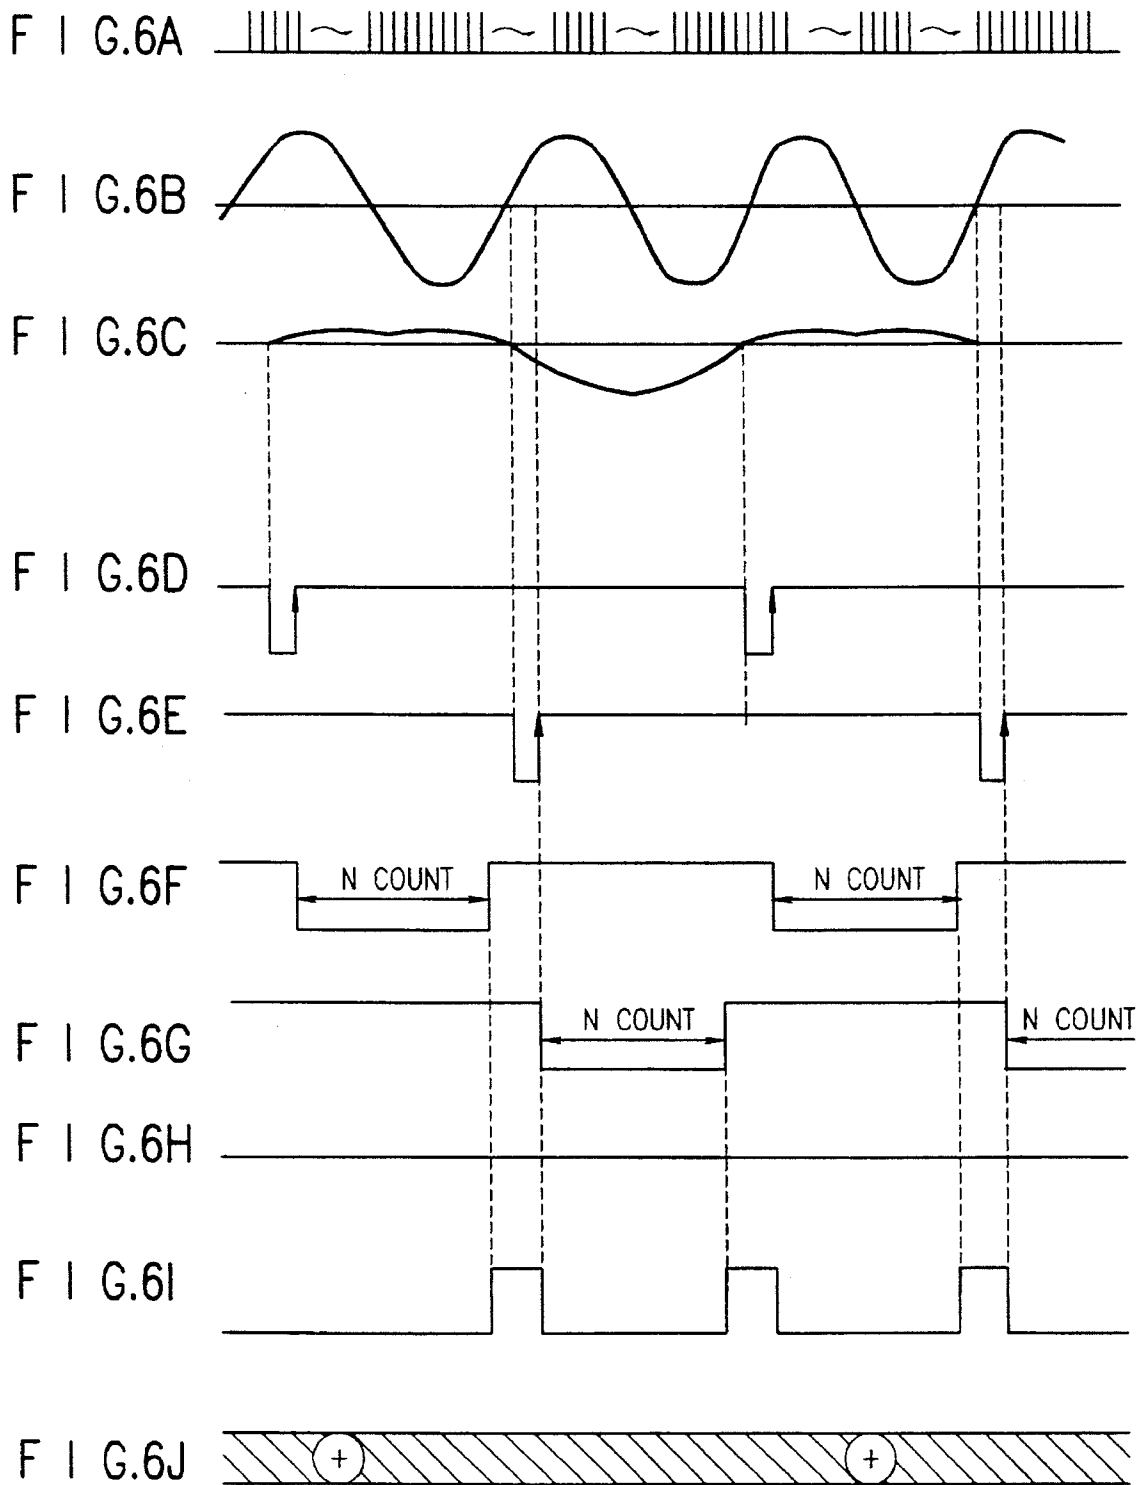 F I G.6A
F I G.6B
F I G.6C
F I G.6D
F I G.6E
F I G.6F
N COUNT
N COUNT
F I G.6G
N COUNT
N COUNT
F I G.6H
F I G.6I
F I G.6J
+
+